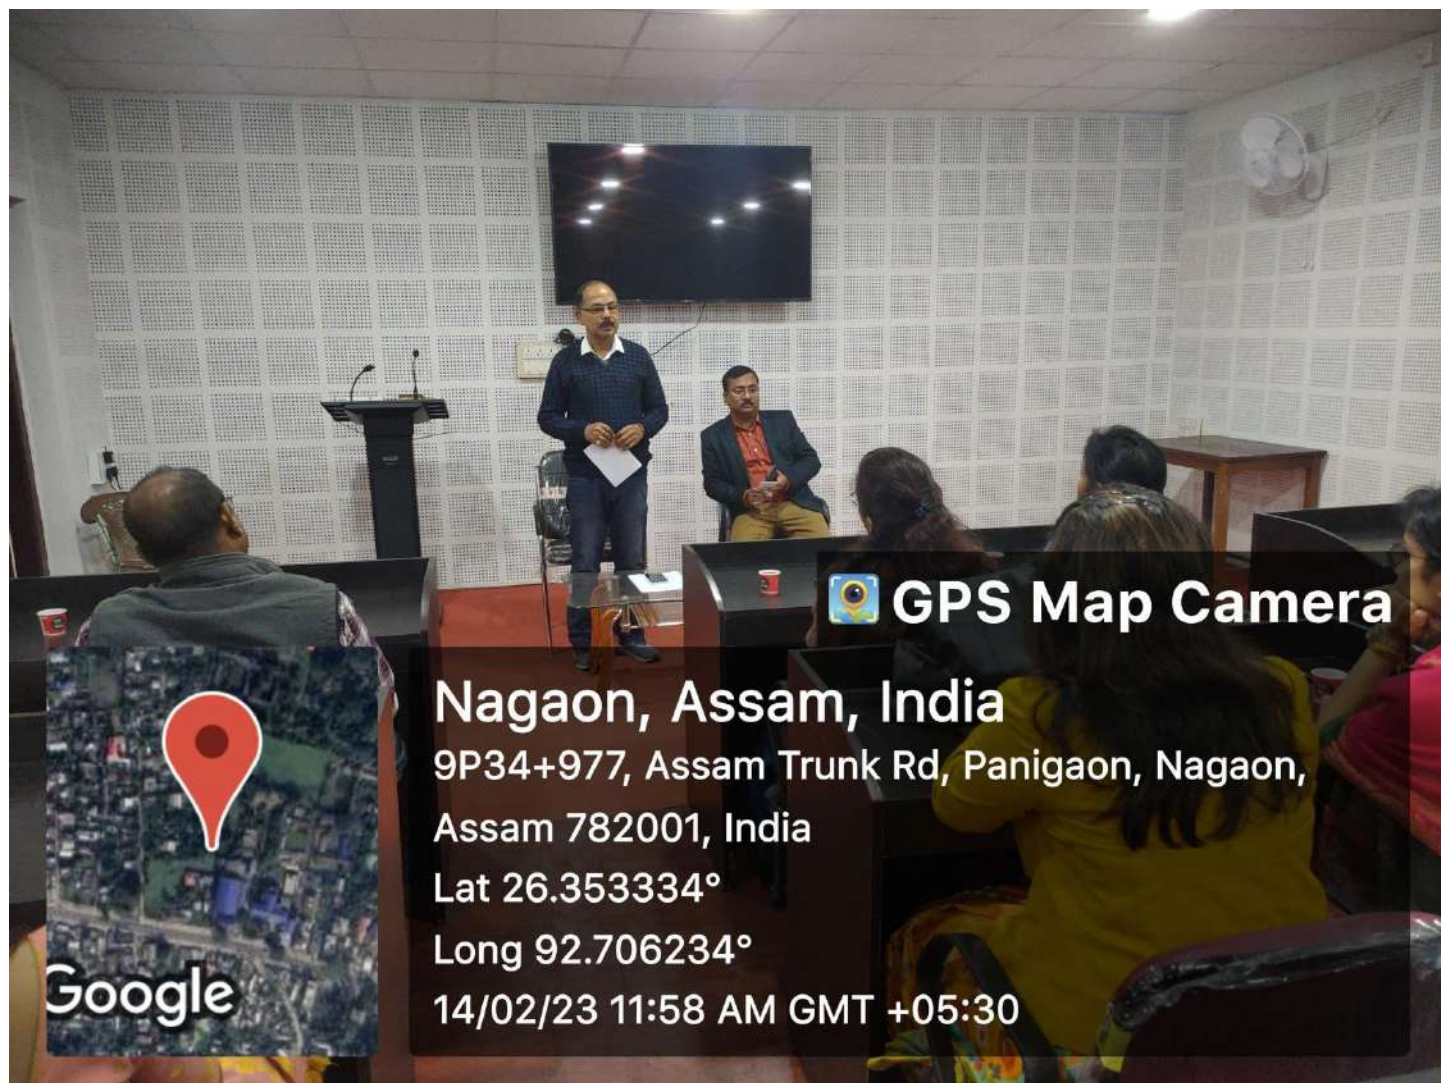 GPS Map Camera
Nagaon, Assam, India
9P34+977, Assam Trunk Rd, Panigaon, Nagaon,
Assam 782001, India
Lat 26.353334°
Long 92.706234°
14/02/23 11:58 AM GMT +05:30
Google